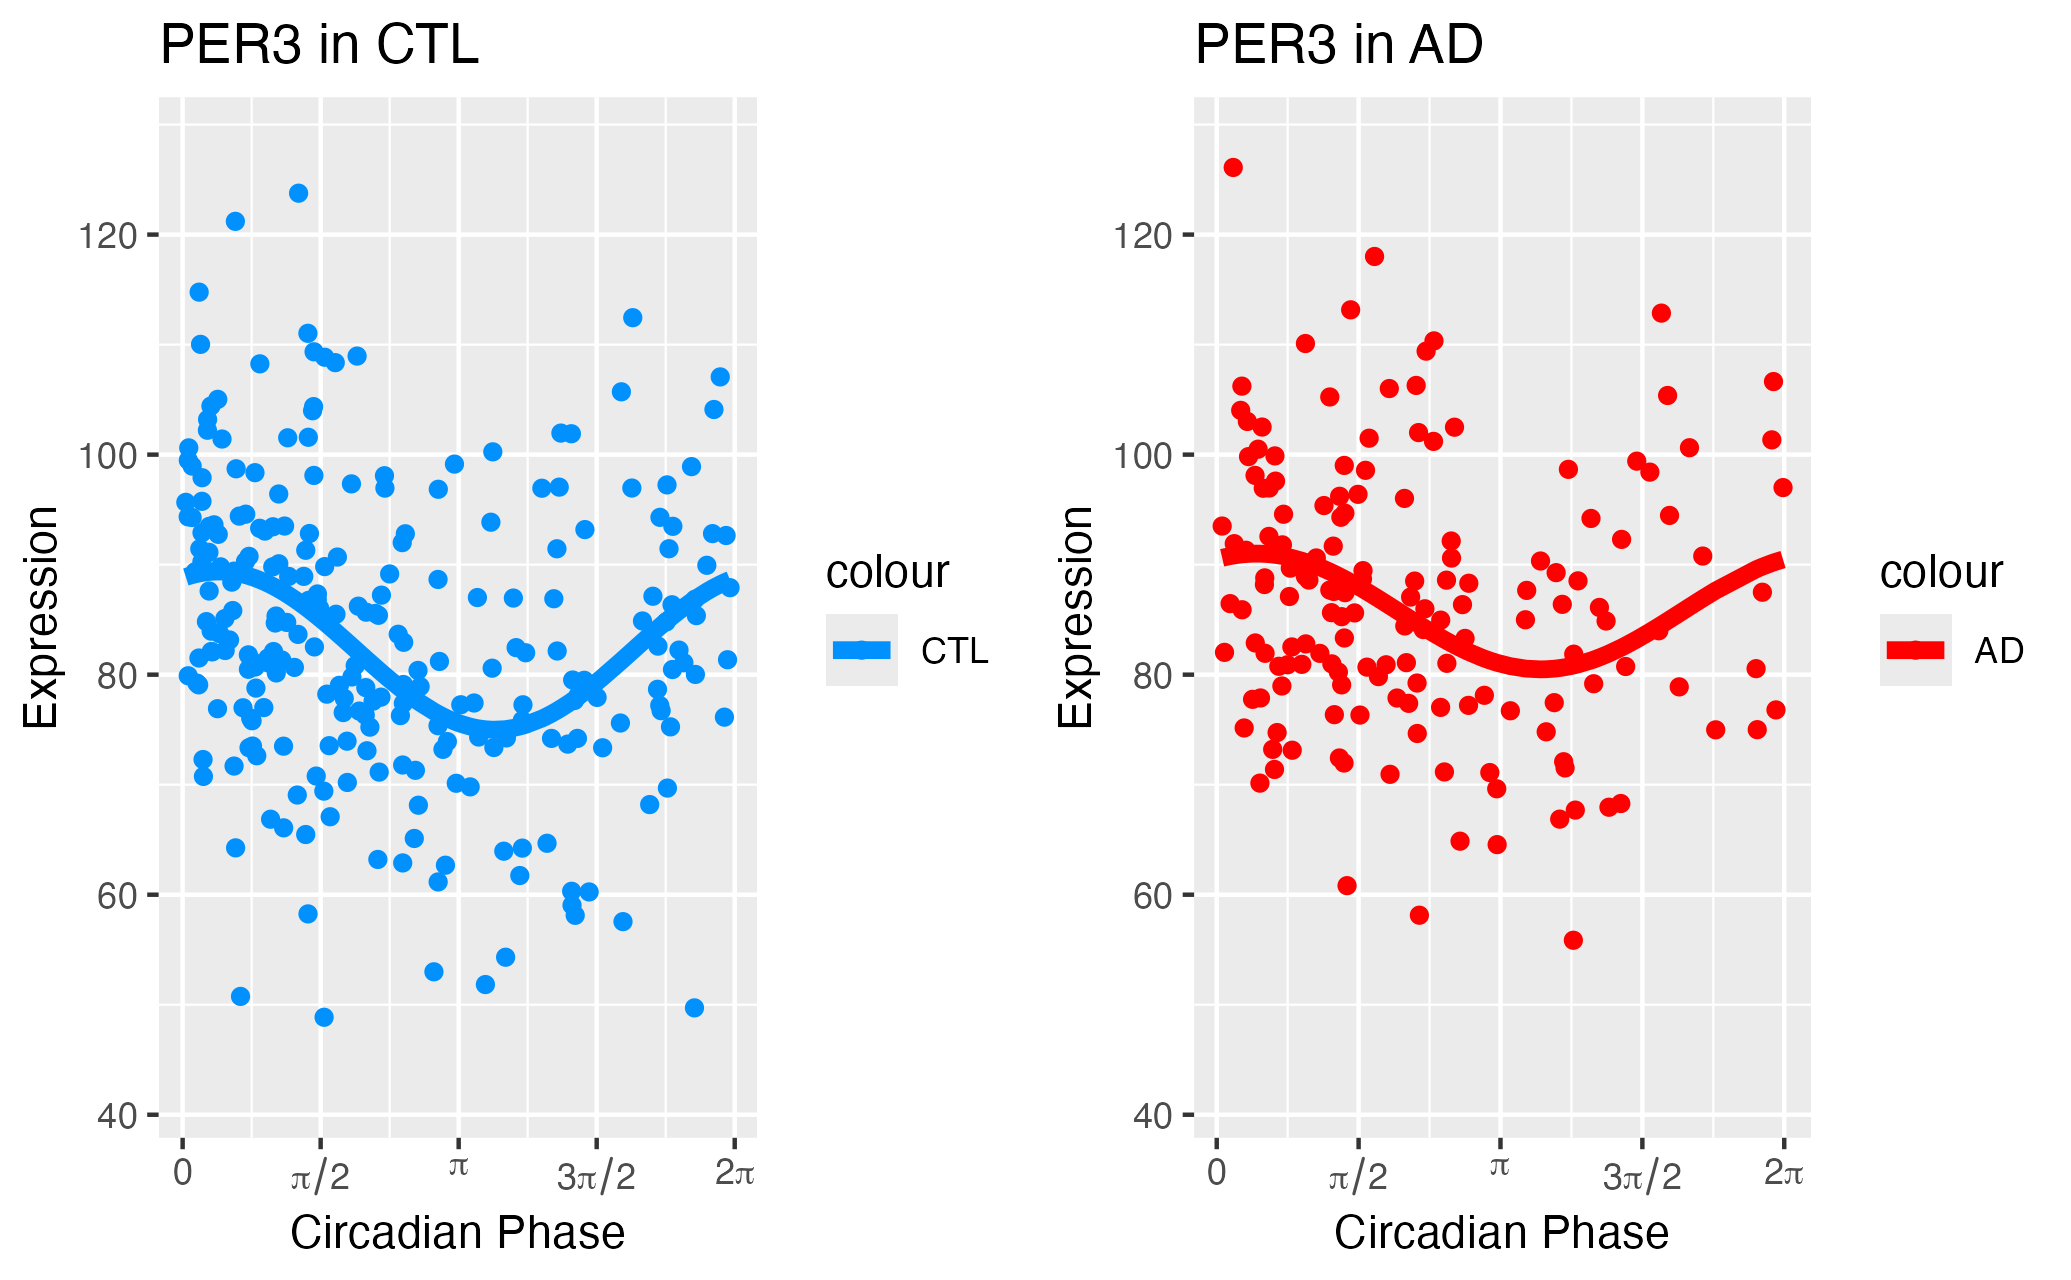 PER3 in CTL
120
100
80
60
40
Expression
0 π/2 π 3π/2 2π
Circadian Phase
colour
CTL
PER3 in AD
120
100
80
60
40
Expression
0 π/2 π 3π/2 2π
Circadian Phase
colour
AD